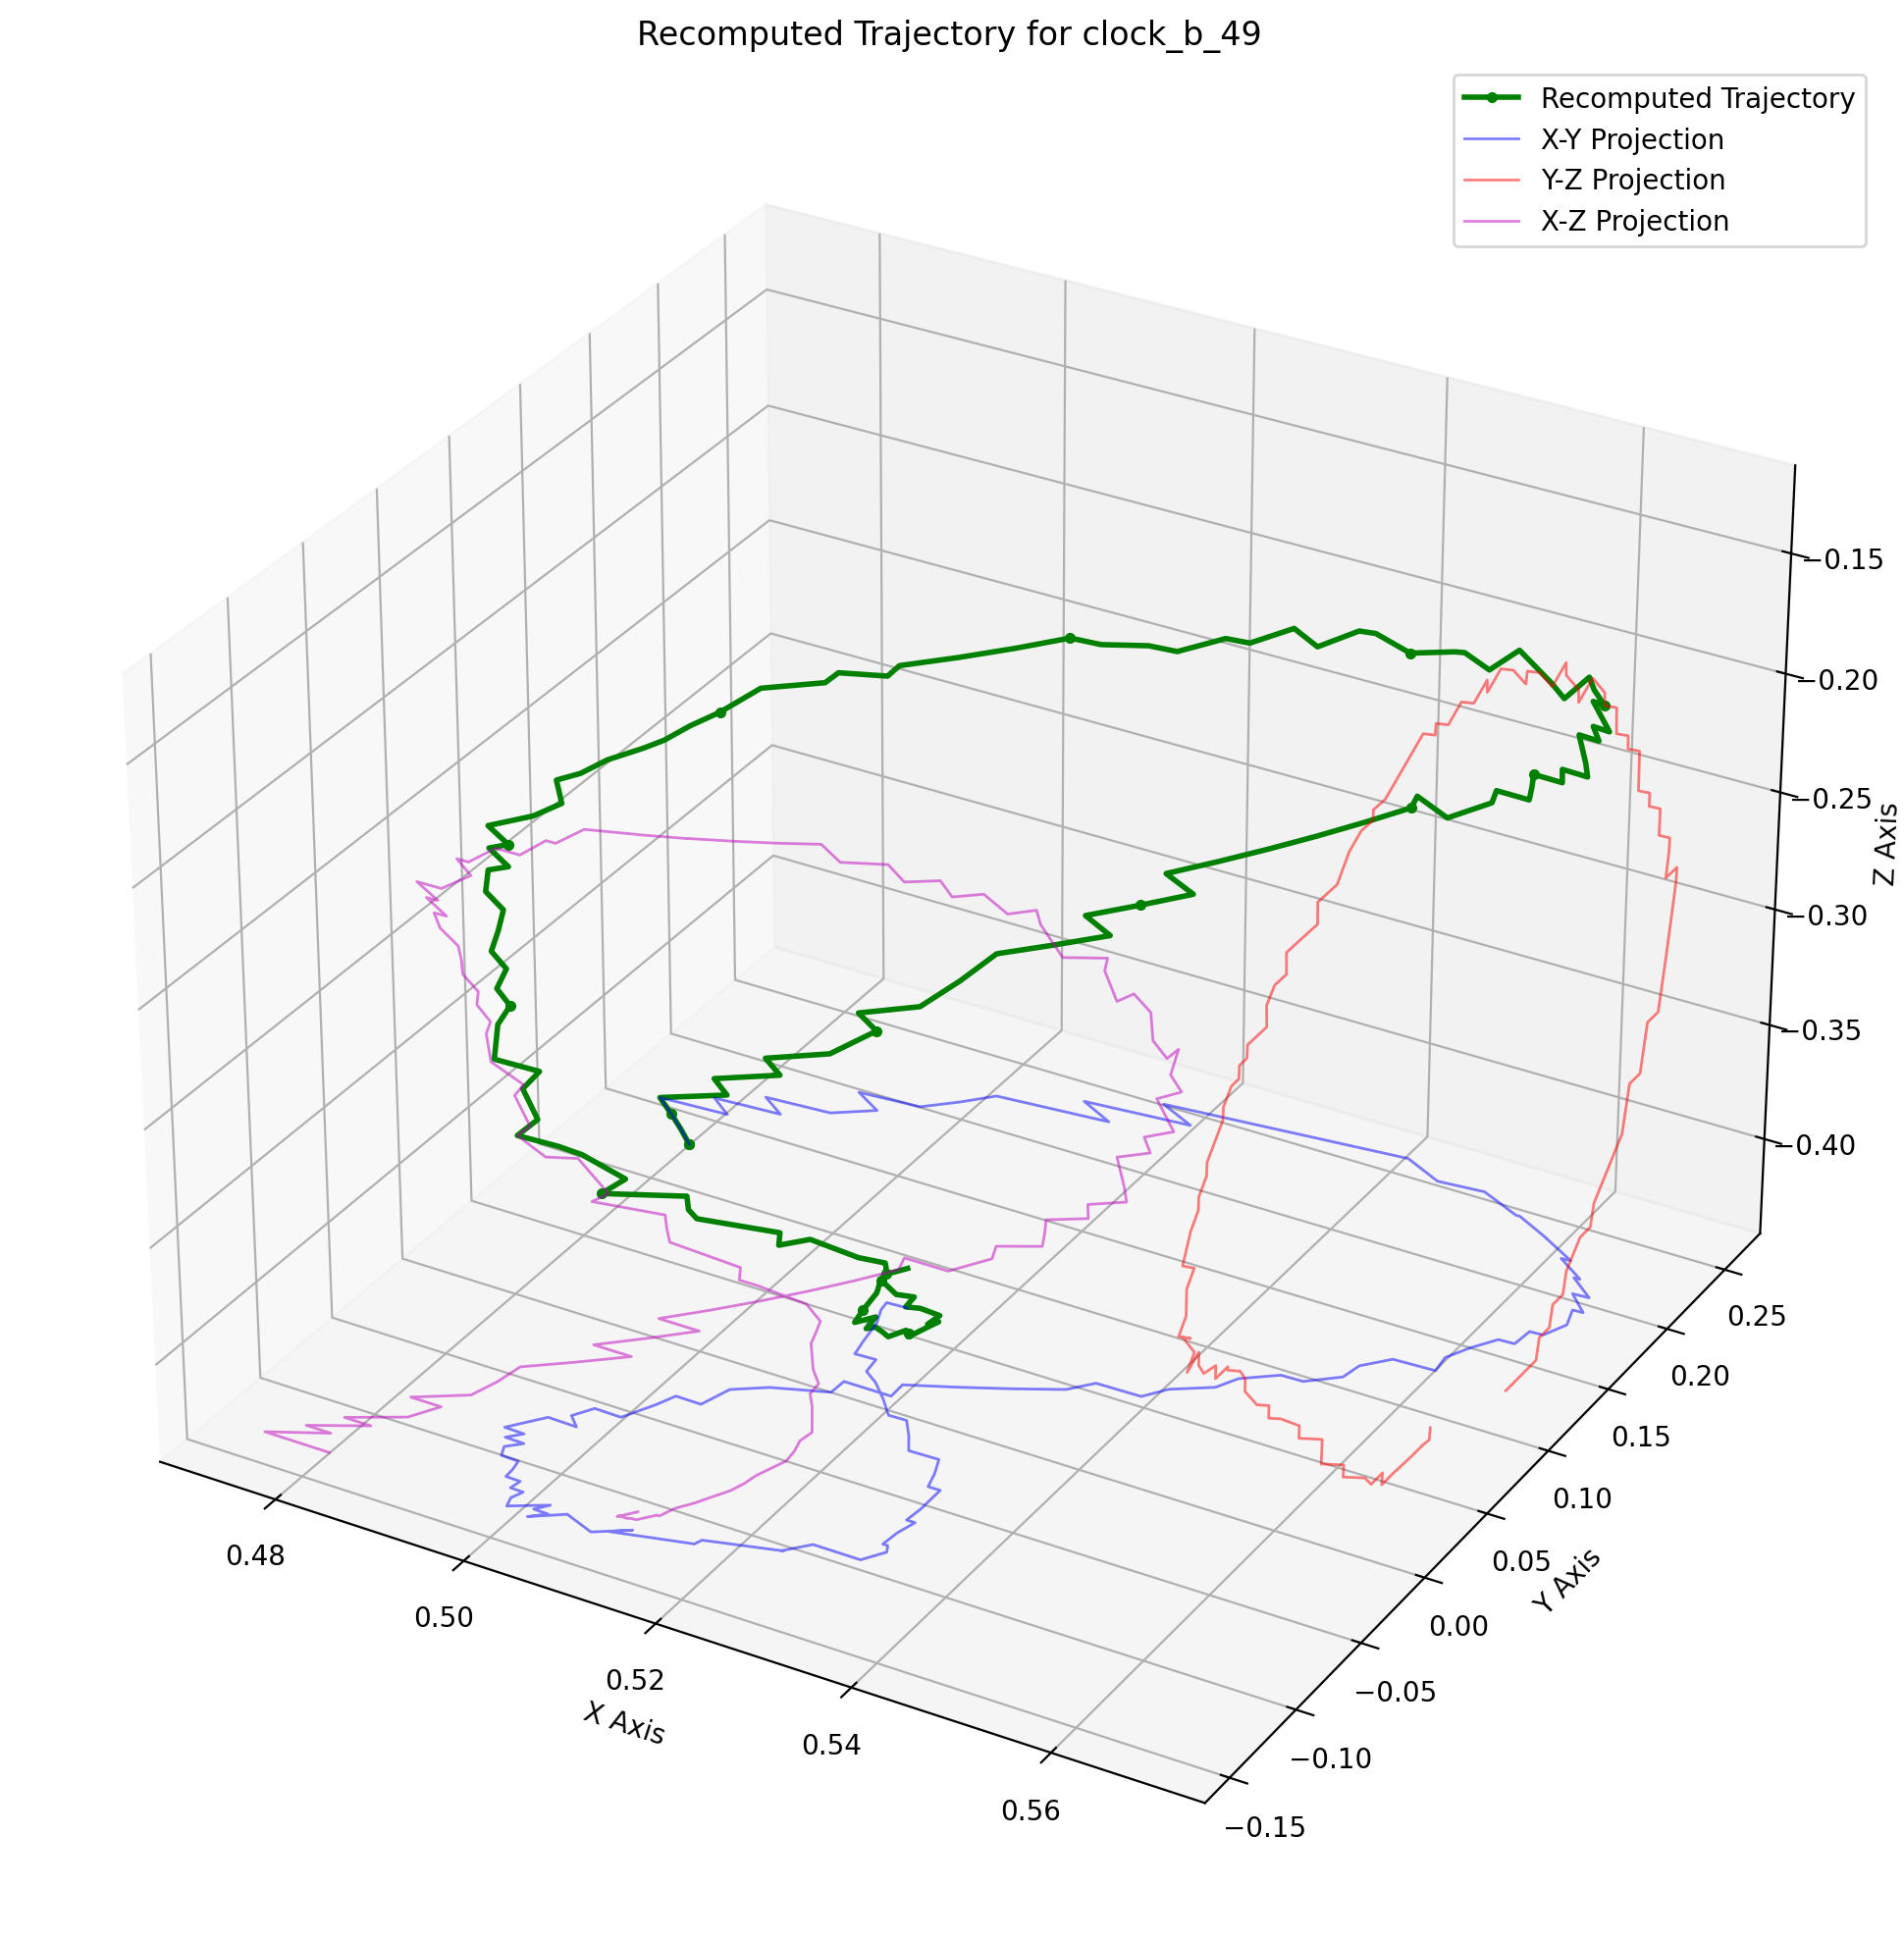 Recomputed Trajectory for clock_b_49
Recomputed Trajectory
X-Y Projection
Y-Z Projection
X-Z Projection
−0.15
−0.20
−0.25
−0.30
−0.35
−0.40
Z Axis
0.25
0.20
0.15
0.10
0.05
0.00
−0.05
−0.10
−0.15
Y Axis
0.48
0.50
0.52
0.54
0.56
X Axis